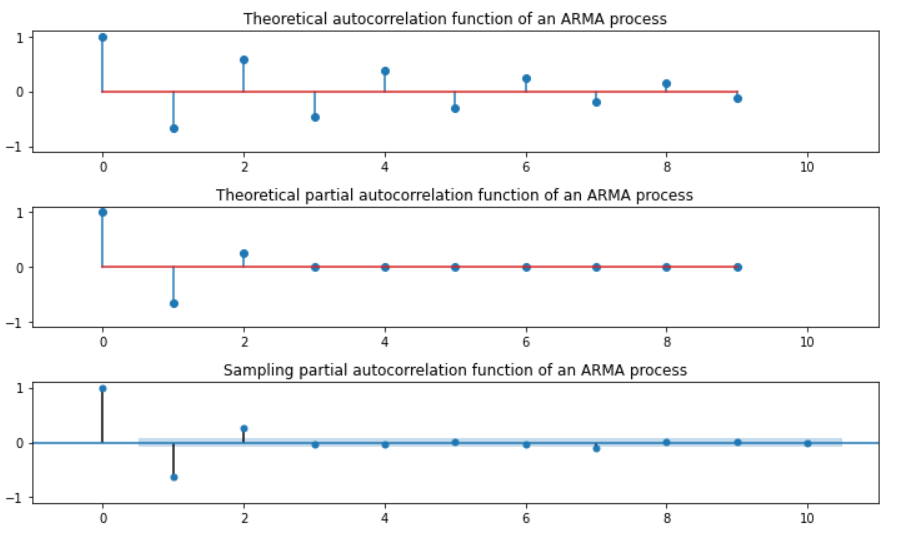 Theoretical autocorrelation function of an ARMA process
1
0
−1
0 2 4 6 8 10
Theoretical partial autocorrelation function of an ARMA process
1
0
−1
0 2 4 6 8 10
Sampling partial autocorrelation function of an ARMA process
1
0
−1
0 2 4 6 8 10